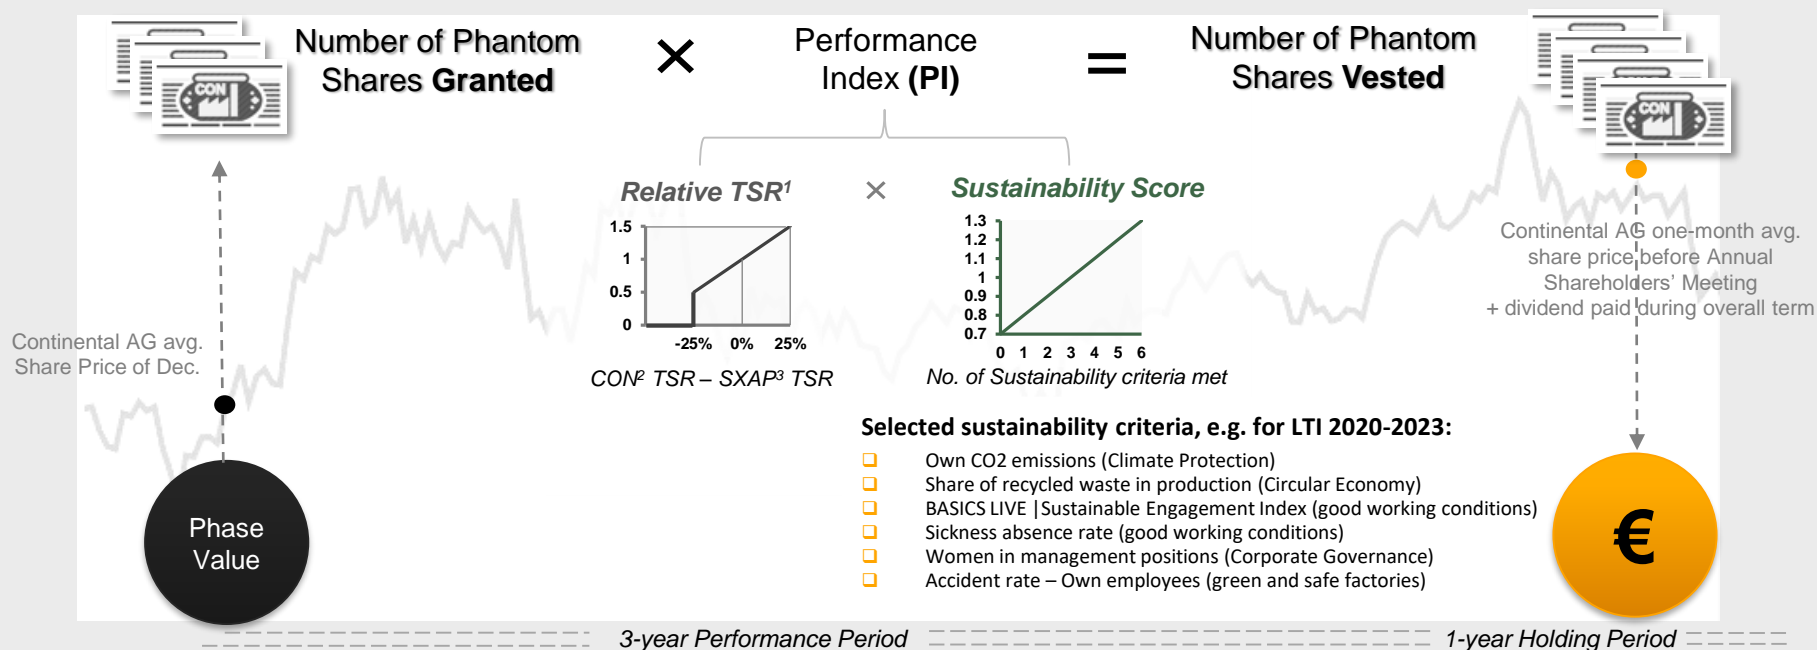 Number of Phantom
Shares Granted
×
Performance
Index (PI)
=
Number of Phantom
Shares Vested
CON
CON
Relative TSR¹
×
Sustainability Score
1.5
1
0.5
0
-25% 0% 25%
CON² TSR – SXAP³ TSR
1.3
1.2
1.1
1
0.9
0.8
0.7
0 1 2 3 4 5 6
No. of Sustainability criteria met
Continental AG avg.
Share Price of Dec.
Continental AG one-month avg.
share price before Annual
Shareholders' Meeting
+ dividend paid during overall term
Selected sustainability criteria, e.g. for LTI 2020-2023:
❑ Own CO2 emissions (Climate Protection)
❑ Share of recycled waste in production (Circular Economy)
❑ BASICS LIVE |Sustainable Engagement Index (good working conditions)
❑ Sickness absence rate (good working conditions)
❑ Women in management positions (Corporate Governance)
❑ Accident rate – Own employees (green and safe factories)
Phase
Value
€
3-year Performance Period
1-year Holding Period